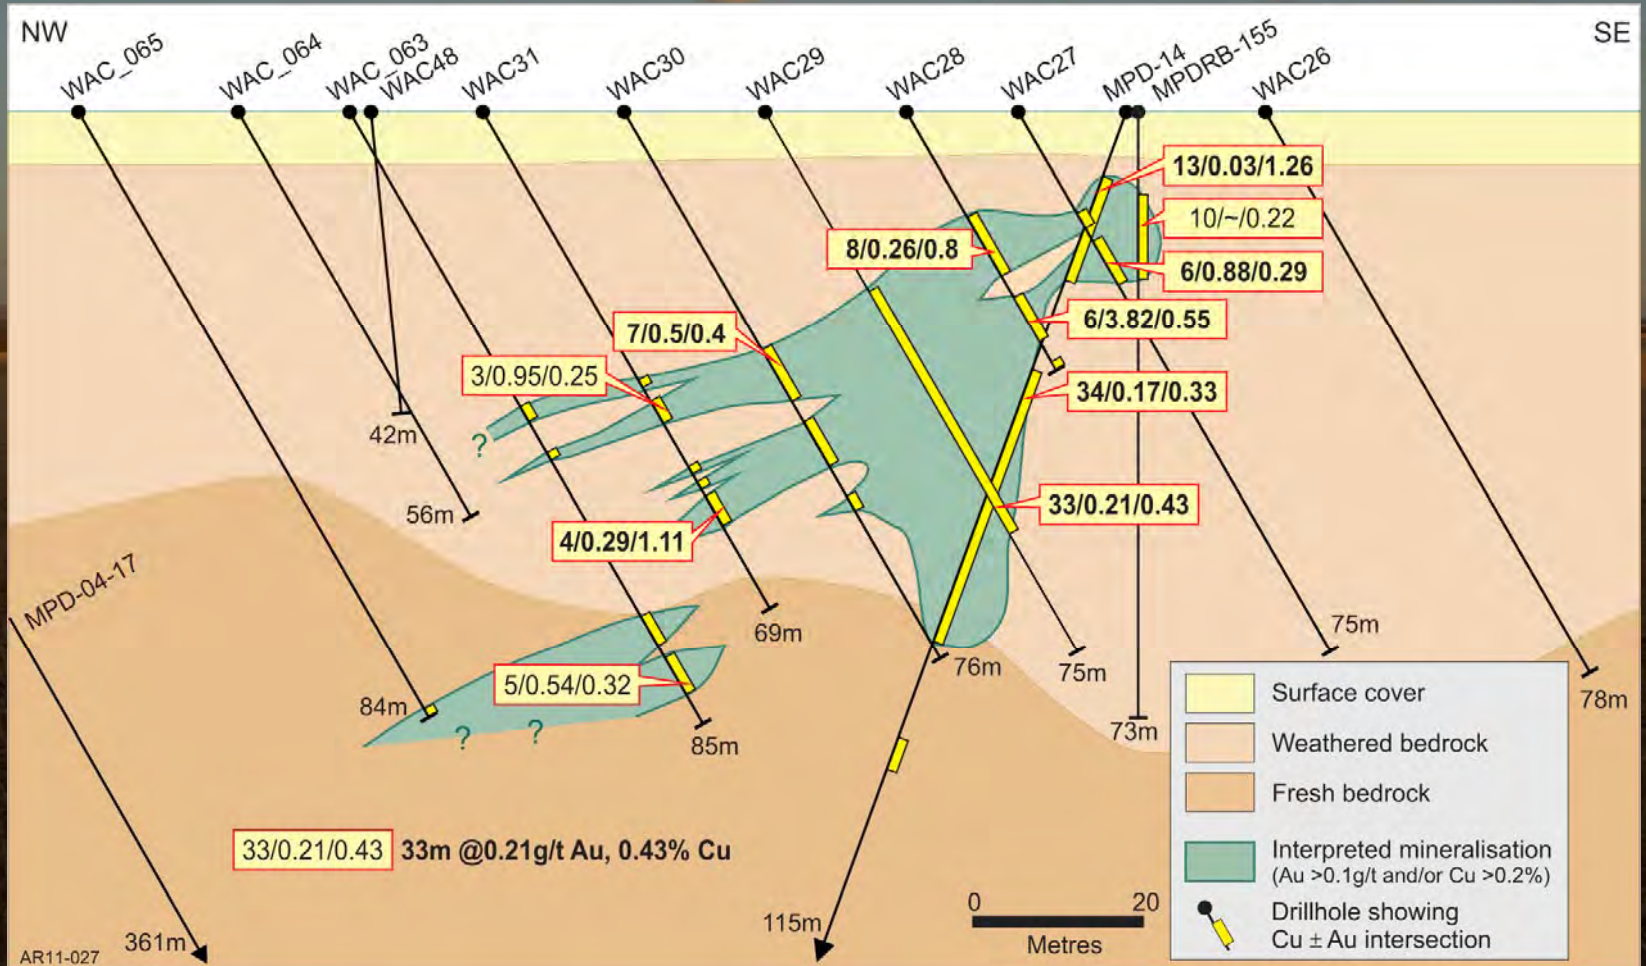 NW
SE
WAC_065
WAC_064
WAC_063
WAC48
WAC31
WAC30
WAC29
WAC28
WAC27
MPD-14
MPDRB-155
WAC26
13/0.03/1.26
10/~/0.22
8/0.26/0.8
6/0.88/0.29
6/3.82/0.55
7/0.5/0.4
3/0.95/0.25
34/0.17/0.33
42m
?
33/0.21/0.43
56m
4/0.29/1.11
MPD-04-17
69m
75m
76m
75m
5/0.54/0.32
78m
84m
? ?
85m
73m
Surface cover
Weathered bedrock
Fresh bedrock
33/0.21/0.43 33m @0.21g/t Au, 0.43% Cu
Interpreted mineralisation
(Au >0.1g/t and/or Cu >0.2%)
0 20
Metres
Drillhole showing
Cu ± Au intersection
115m
361m
AR11-027